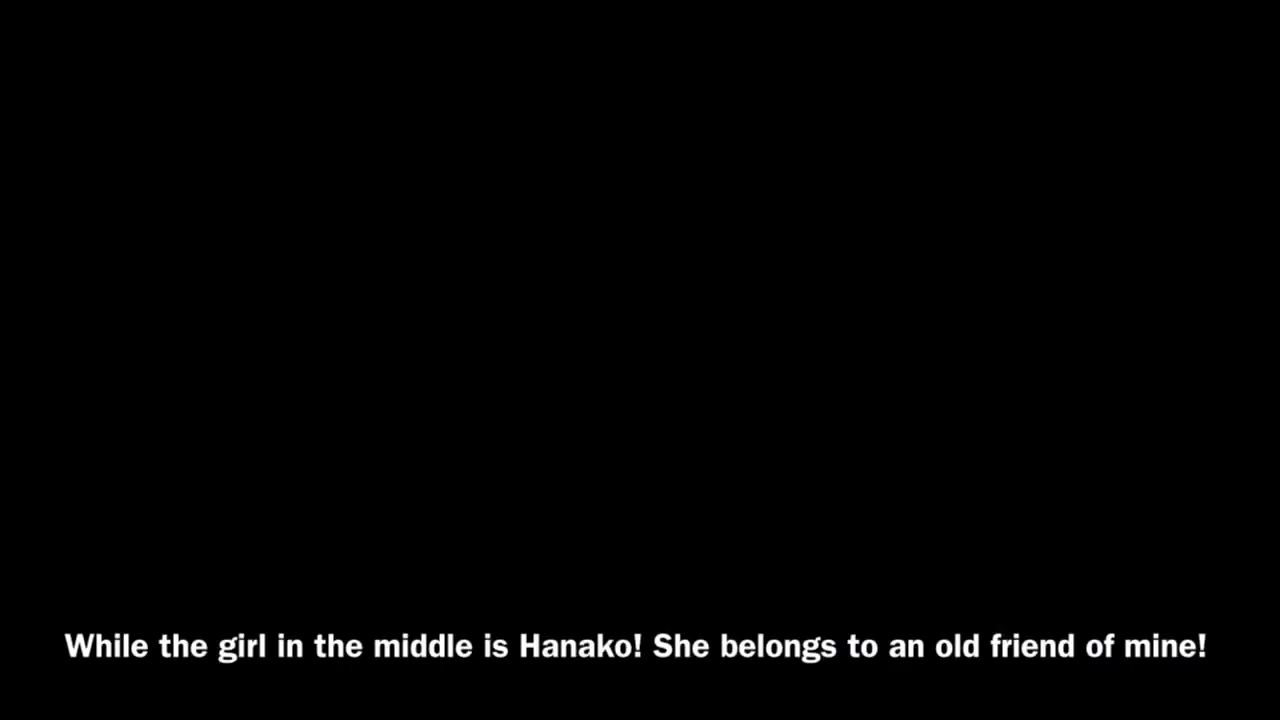 While the girl in the middle is Hanako! She belongs to an old friend of mine!